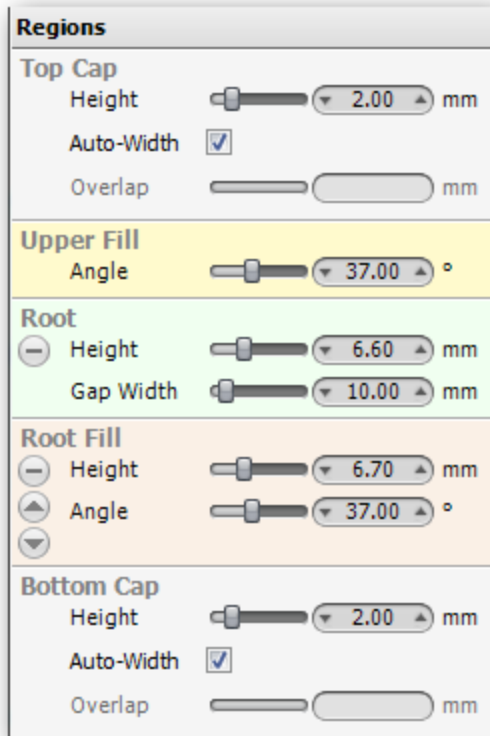 Regions
Top Cap
Height 2.00 mm
Auto-Width
Overlap mm
Upper Fill
Angle 37.00 °
Root
Height 6.60 mm
Gap Width 10.00 mm
Root Fill
Height 6.70 mm
Angle 37.00 °
Bottom Cap
Height 2.00 mm
Auto-Width
Overlap mm